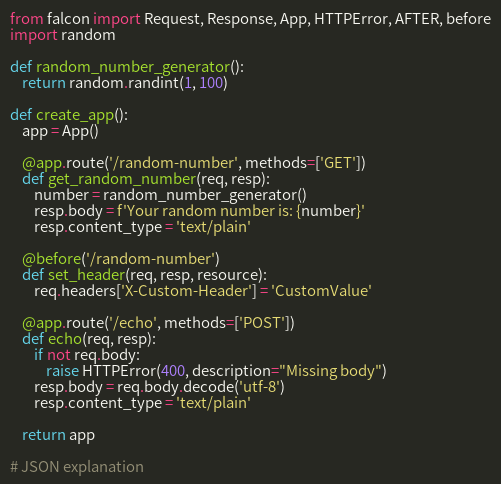 from falcon import Request, Response, App, HTTPError, AFTER, before
import random

def random_number_generator():
    return random.randint(1, 100)

def create_app():
    app = App()

    @app.route('/random-number', methods=['GET'])
    def get_random_number(req, resp):
        number = random_number_generator()
        resp.body = f'Your random number is: {number}'
        resp.content_type = 'text/plain'

    @before('/random-number')
    def set_header(req, resp, resource):
        req.headers['X-Custom-Header'] = 'CustomValue'

    @app.route('/echo', methods=['POST'])
    def echo(req, resp):
        if not req.body:
            raise HTTPError(400, description="Missing body")
        resp.body = req.body.decode('utf-8')
        resp.content_type = 'text/plain'

    return app

# JSON explanation